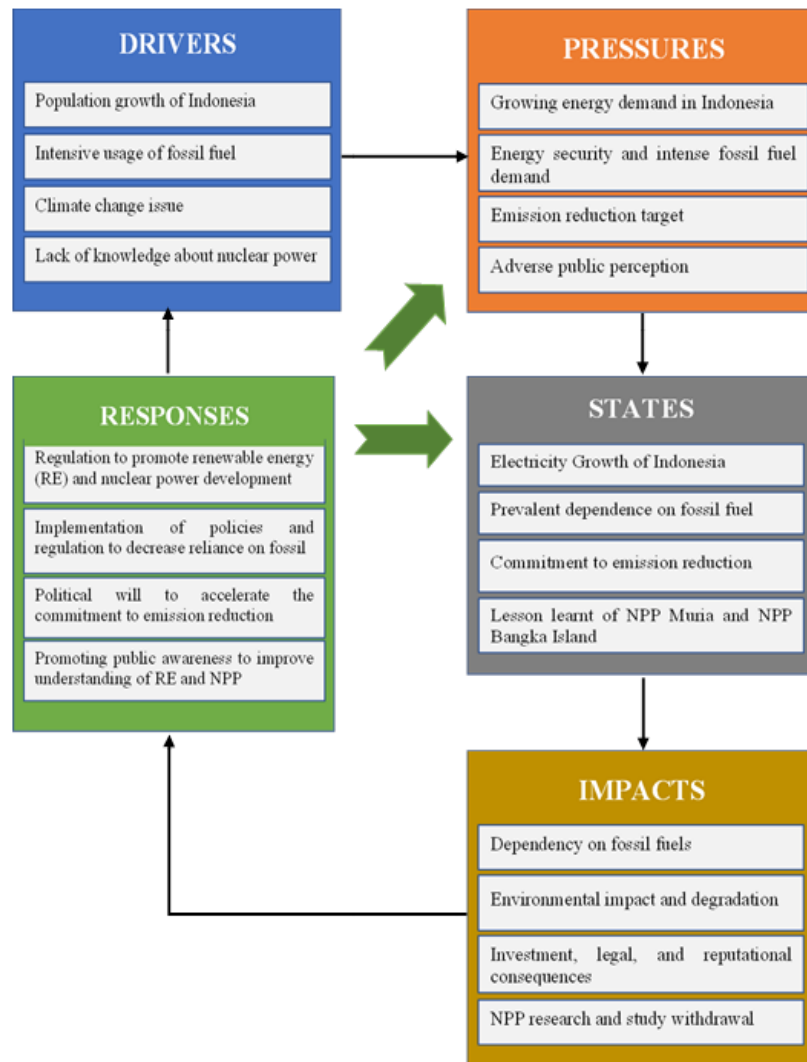 DRIVERS
Population growth of Indonesia
Intensive usage of fossil fuel
Climate change issue
Lack of knowledge about nuclear power
PRESSURES
Growing energy demand in Indonesia
Energy security and intense fossil fuel
demand
Emission reduction target
Adverse public perception
RESPONSES
Regulation to promote renewable energy
(RE) and nuclear power development
Implementation of policies and
regulation to decrease reliance on fossil
Political will to accelerate the
commitment to emission reduction
Promoting public awareness to improve
understanding of RE and NPP
STATES
Electricity Growth of Indonesia
Prevalent dependence on fossil fuel
Commitment to emission reduction
Lesson learnt of NPP Muria and NPP
Bangka Island
IMPACTS
Dependency on fossil fuels
Environmental impact and degradation
Investment, legal, and reputational
consequences
NPP research and study withdrawal